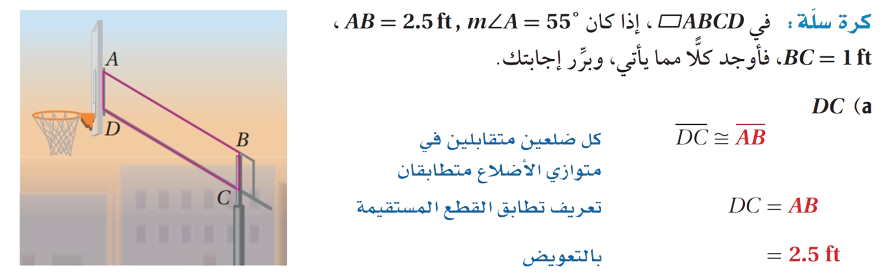 كرة سلّة: في ▱ABCD، إذا كان AB = 2.5 ft , m∠A = 55°،
BC = 1 ft، فأوجد كلًّا مما يأتي، وبرِّر إجابتك.
a) DC
D͞C͞ ≅ A͞B͞ كل ضلعين متقابلين في
متوازي الأضلاع متطابقان
DC = AB تعريف تطابق القطع المستقيمة
= 2.5 ft بالتعويض
A
D
B
C